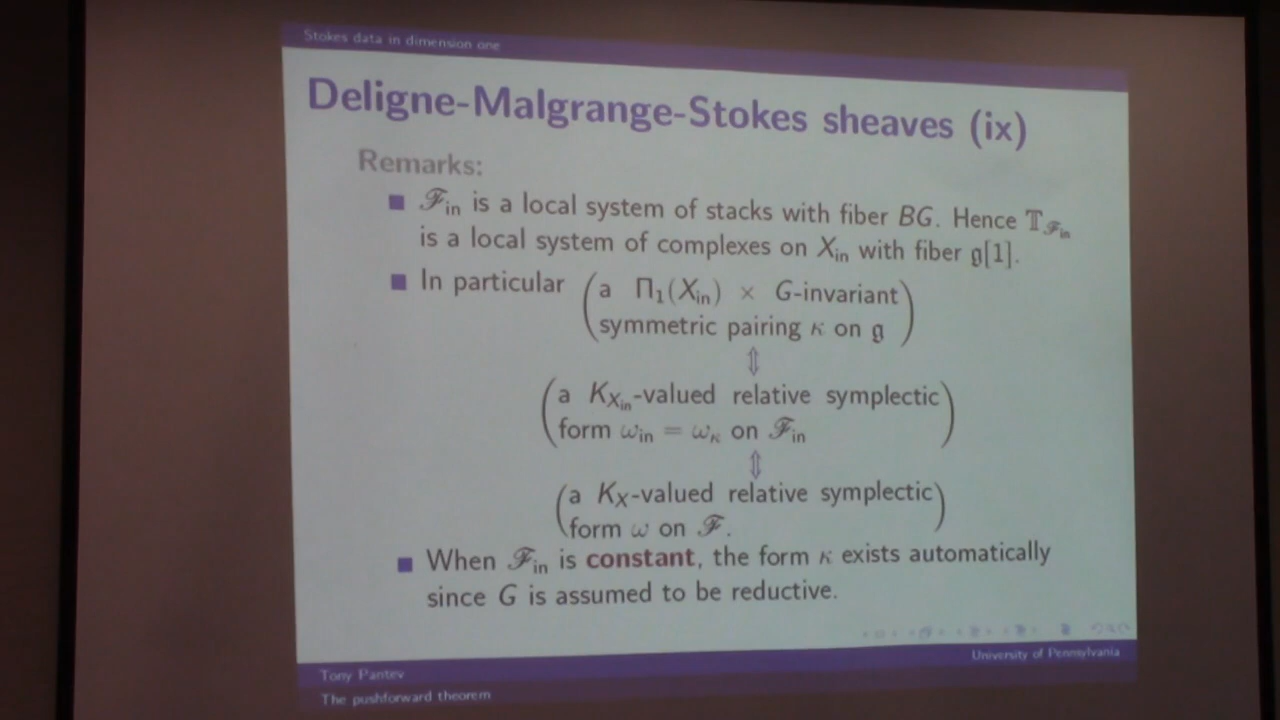 Stokes data in dimension one
Deligne-Malgrange-Stokes sheaves (ix)
Remarks:
ℱ_in is a local system of stacks with fiber BG. Hence 𝕋_ℱ_in
is a local system of complexes on X_in with fiber 𝔤[1].
In particular (a Π₁(X_in) × G-invariant
symmetric pairing κ on 𝔤)
⇕
(a K_X_in-valued relative symplectic
form ω_in = ω_κ on ℱ_in)
⇕
(a K_X-valued relative symplectic
form ω on ℱ.)
When ℱ_in is constant, the form κ exists automatically
since G is assumed to be reductive.
University of Pennsylvania
Tony Pantev
The pushforward theorem